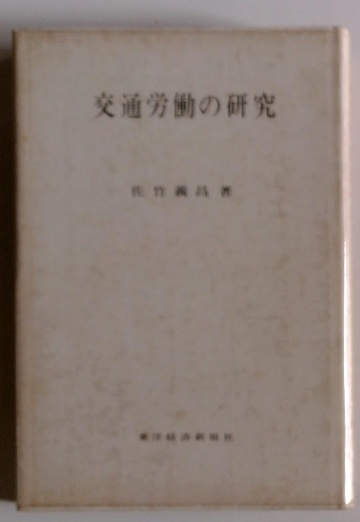 交通労働の研究
佐竹義昌著
東洋経済新報社